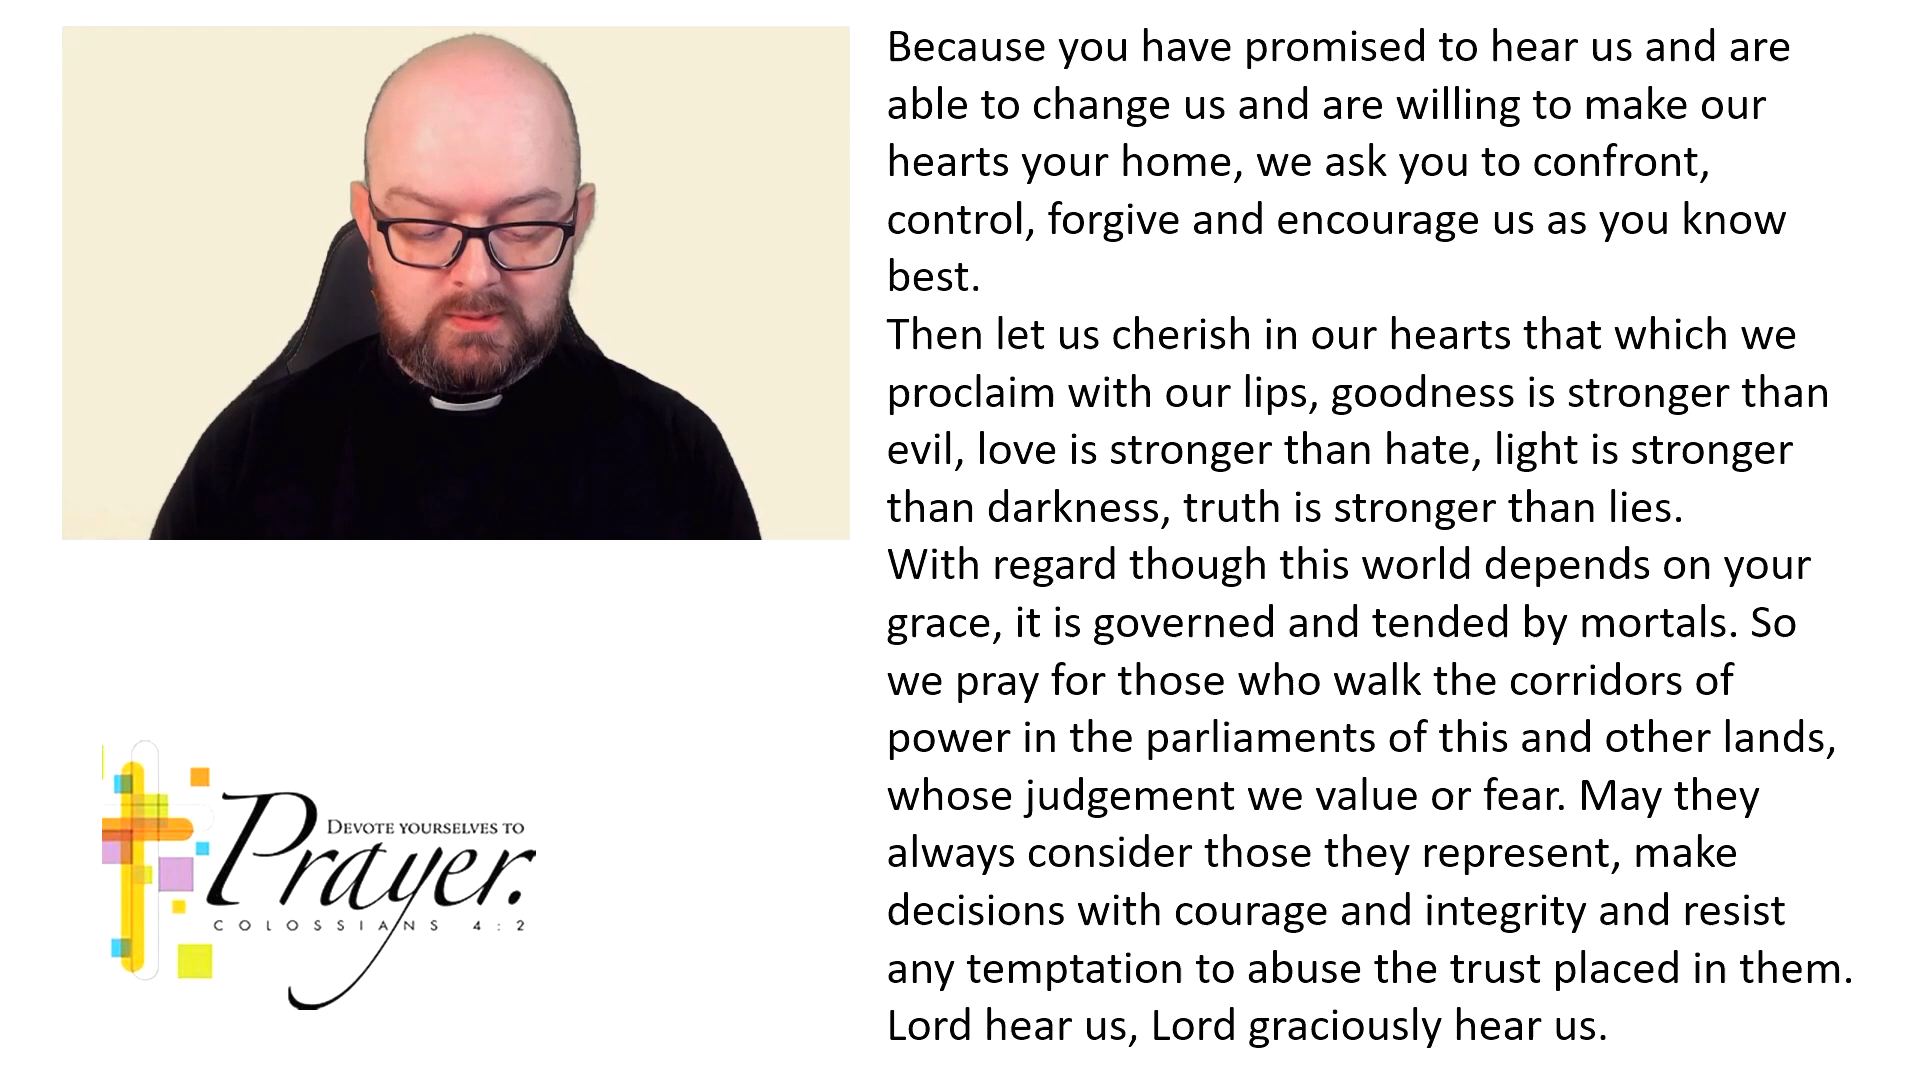 Because you have promised to hear us and are
able to change us and are willing to make our
hearts your home, we ask you to confront,
control, forgive and encourage us as you know
best.
Then let us cherish in our hearts that which we
proclaim with our lips, goodness is stronger than
evil, love is stronger than hate, light is stronger
than darkness, truth is stronger than lies.
With regard though this world depends on your
grace, it is governed and tended by mortals. So
we pray for those who walk the corridors of
power in the parliaments of this and other lands,
whose judgement we value or fear. May they
always consider those they represent, make
decisions with courage and integrity and resist
any temptation to abuse the trust placed in them.
Lord hear us, Lord graciously hear us.
DEVOTE YOURSELVES TO
Prayer.
COLOSSIANS 4:2